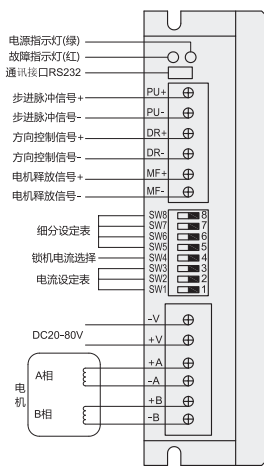 电源指示灯(绿)
故障指示灯(红)
通讯接口RS232
步进脉冲信号+ PU+
步进脉冲信号- PU-
方向控制信号+ DR+
方向控制信号- DR-
电机释放信号+ MF+
电机释放信号- MF-
SW8 8
SW7 7
细分设定表 SW6 6
SW5 5
锁机电流选择 SW4 4
SW3 3
电流设定表 SW2 2
SW1 1
-V
DC20-80V +V
A相 +A
-A
电机
B相 +B
-B